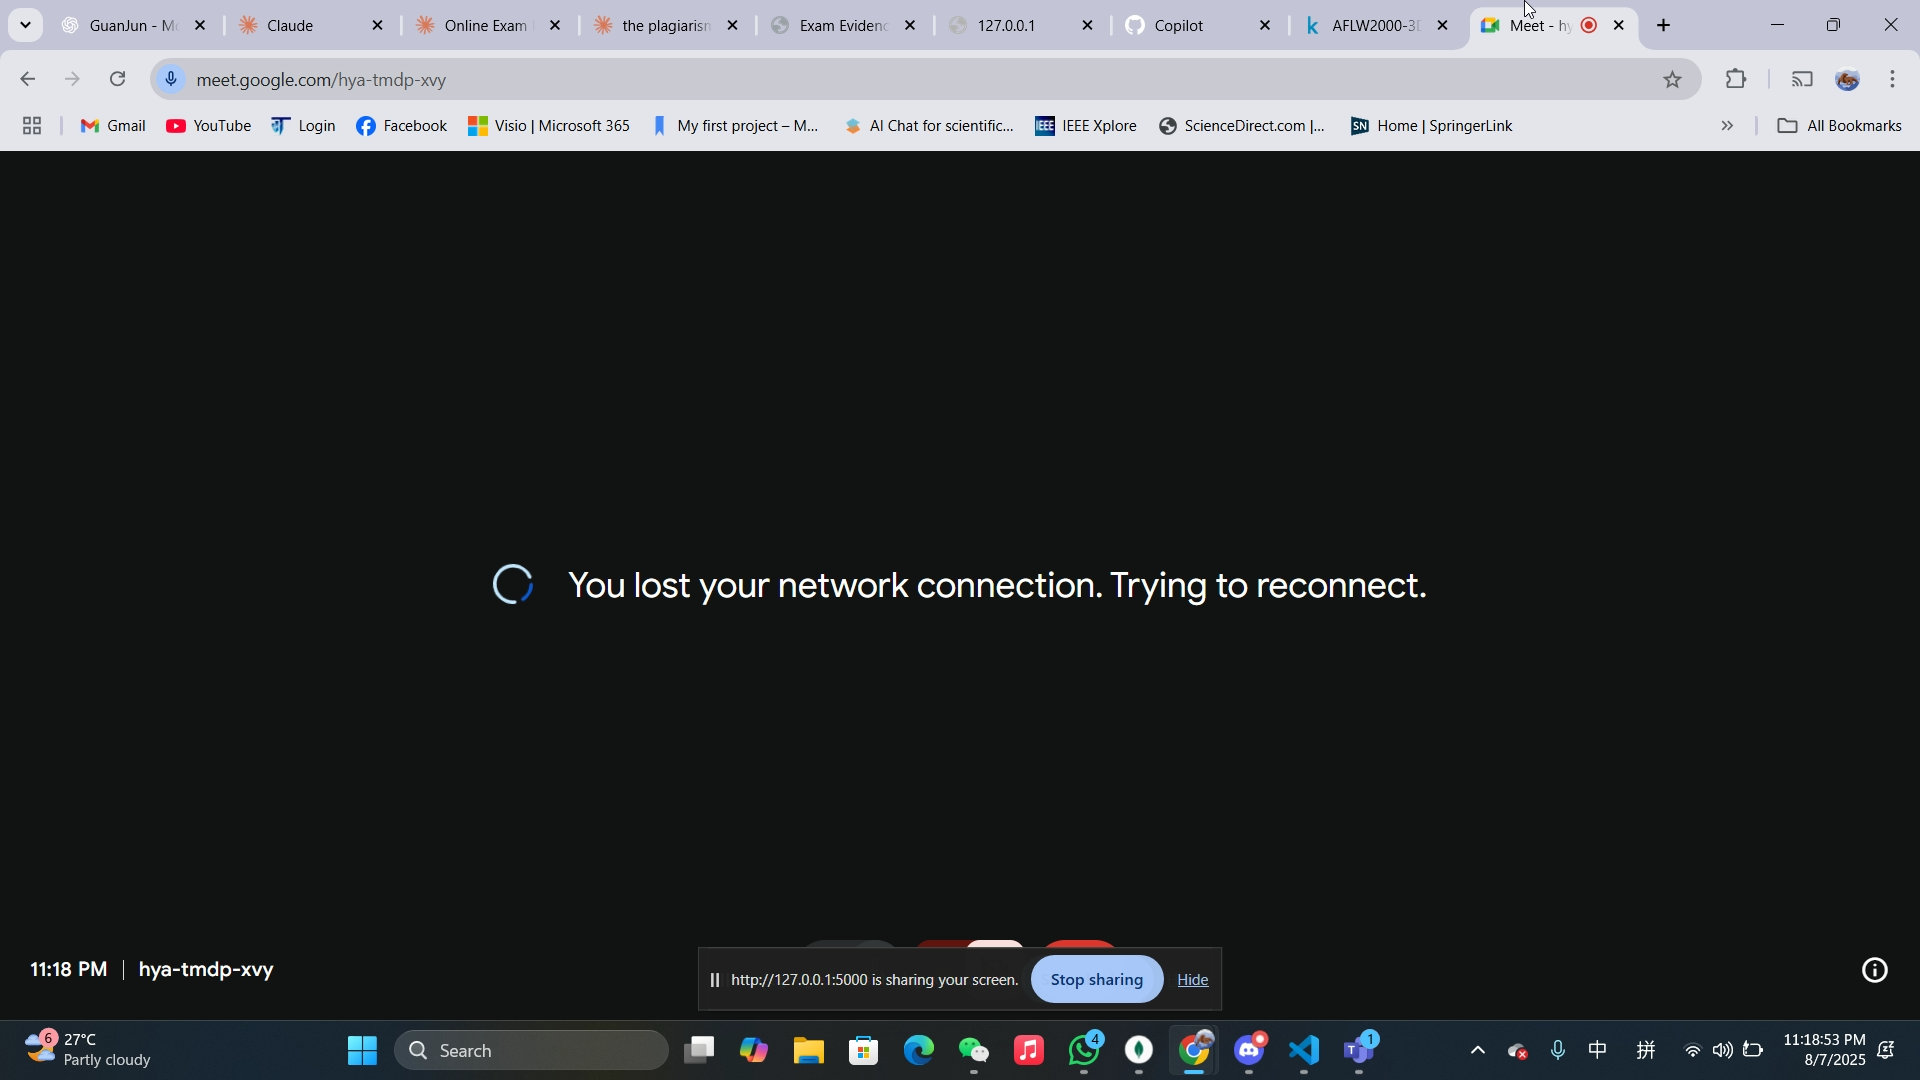 GuanJun - Mo
Claude
Online Exam
the plagiarism
Exam Evidenc
127.0.0.1
Copilot
AFLW2000-3D
Meet - hy
meet.google.com/hya-tmdp-xvy
Gmail
YouTube
Login
Facebook
Visio | Microsoft 365
My first project – M...
AI Chat for scientific...
IEEE Xplore
ScienceDirect.com |...
Home | SpringerLink
All Bookmarks
You lost your network connection. Trying to reconnect.
11:18 PM
hya-tmdp-xvy
http://127.0.0.1:5000 is sharing your screen.
Stop sharing
Hide
6
27°C
Partly cloudy
Search
4
1
中
拼
11:18:53 PM
8/7/2025